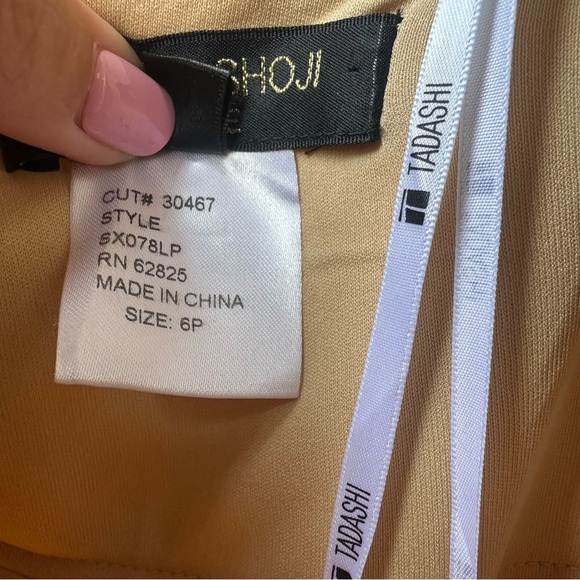 SHOJI
CUT# 30467
STYLE
SX078LP
RN 62825
MADE IN CHINA
SIZE: 6P
TADASHI
TADASHI